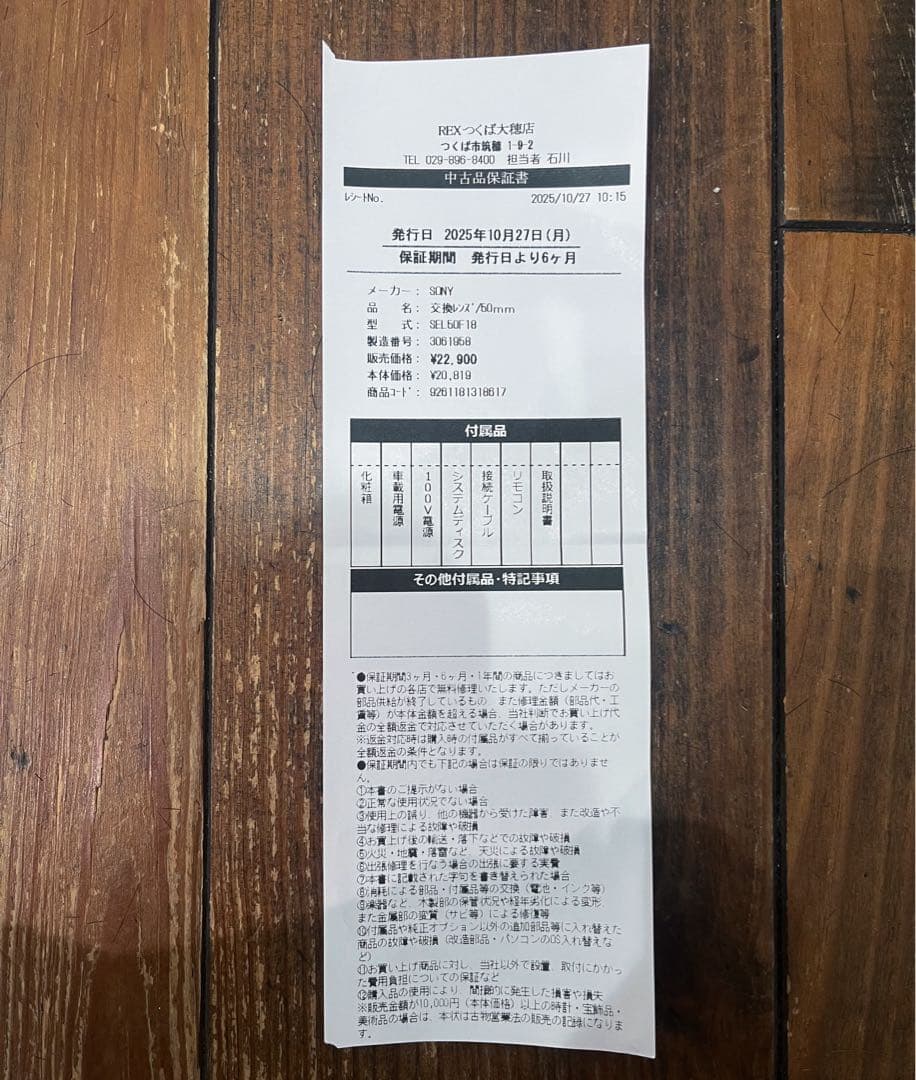 REXつくば大穂店
つくば市筑穂 1-9-2
TEL 029-896-8400 担当者 石川
中古品保証書
ﾚｼｰﾄNo. 2025/10/27 10:15
発行日 2025年10月27日(月)
保証期間 発行日より6ヶ月
メーカー: SONY
品 名: 交換ﾚﾝｽﾞ/50mm
型 式: SEL50F18
製造番号: 3061958
販売価格: ¥22,900
本体価格: ¥20,819
商品ｺｰﾄﾞ: 9261181318617
付属品
化粧箱
車載用電源
100V電源
システムディスク
接続ケーブル
リモコン
取扱説明書
その他付属品・特記事項
●保証期間3ヶ月・6ヶ月・1年間の商品につきましてはお
買い上げの各店で無料修理いたします。ただしメーカーの
部品供給が終了しているもの、また修理金額（部品代・工
賃等）が本体金額を超える場合、当社判断でお買い上げ代
金の全額返金で対応させていただく場合があります。
※返金対応時は購入時の付属品がすべて揃っていることが
全額返金の条件となります。
●保証期間内でも下記の場合は保証の限りではありませ
ん。
①本書のご提示がない場合
②正常な使用状況でない場合
③使用上の誤り、他の機器から受けた障害、また改造や不
当な修理による故障や破損
④お買上げ後の輸送・落下などでの故障や破損
⑤火災・地震・落雷など、天災による故障や破損
⑥出張修理を行なう場合の出張に要する実費
⑦本書に記載された字句を書き替えられた場合
⑧消耗による部品・付属品等の交換（電池・インク等）
⑨楽器など、木製部の保管状況や経年劣化による変形、
また金属部の変質（サビ等）による修復等
⑩付属品や純正オプション以外の追加部品等に入れ替えた
商品の故障や破損（改造部品・パソコンのOS入れ替えな
ど）
⑪お買い上げ商品に対し、当社以外で設置、取付にかかっ
た費用負担についての保証など
⑫購入品の使用により、間接的に発生した損害や損失
※販売金額が10,000円（本体価格）以上の時計・宝飾品・
美術品の場合は、本状は古物営業法の販売の記録になりま
す。